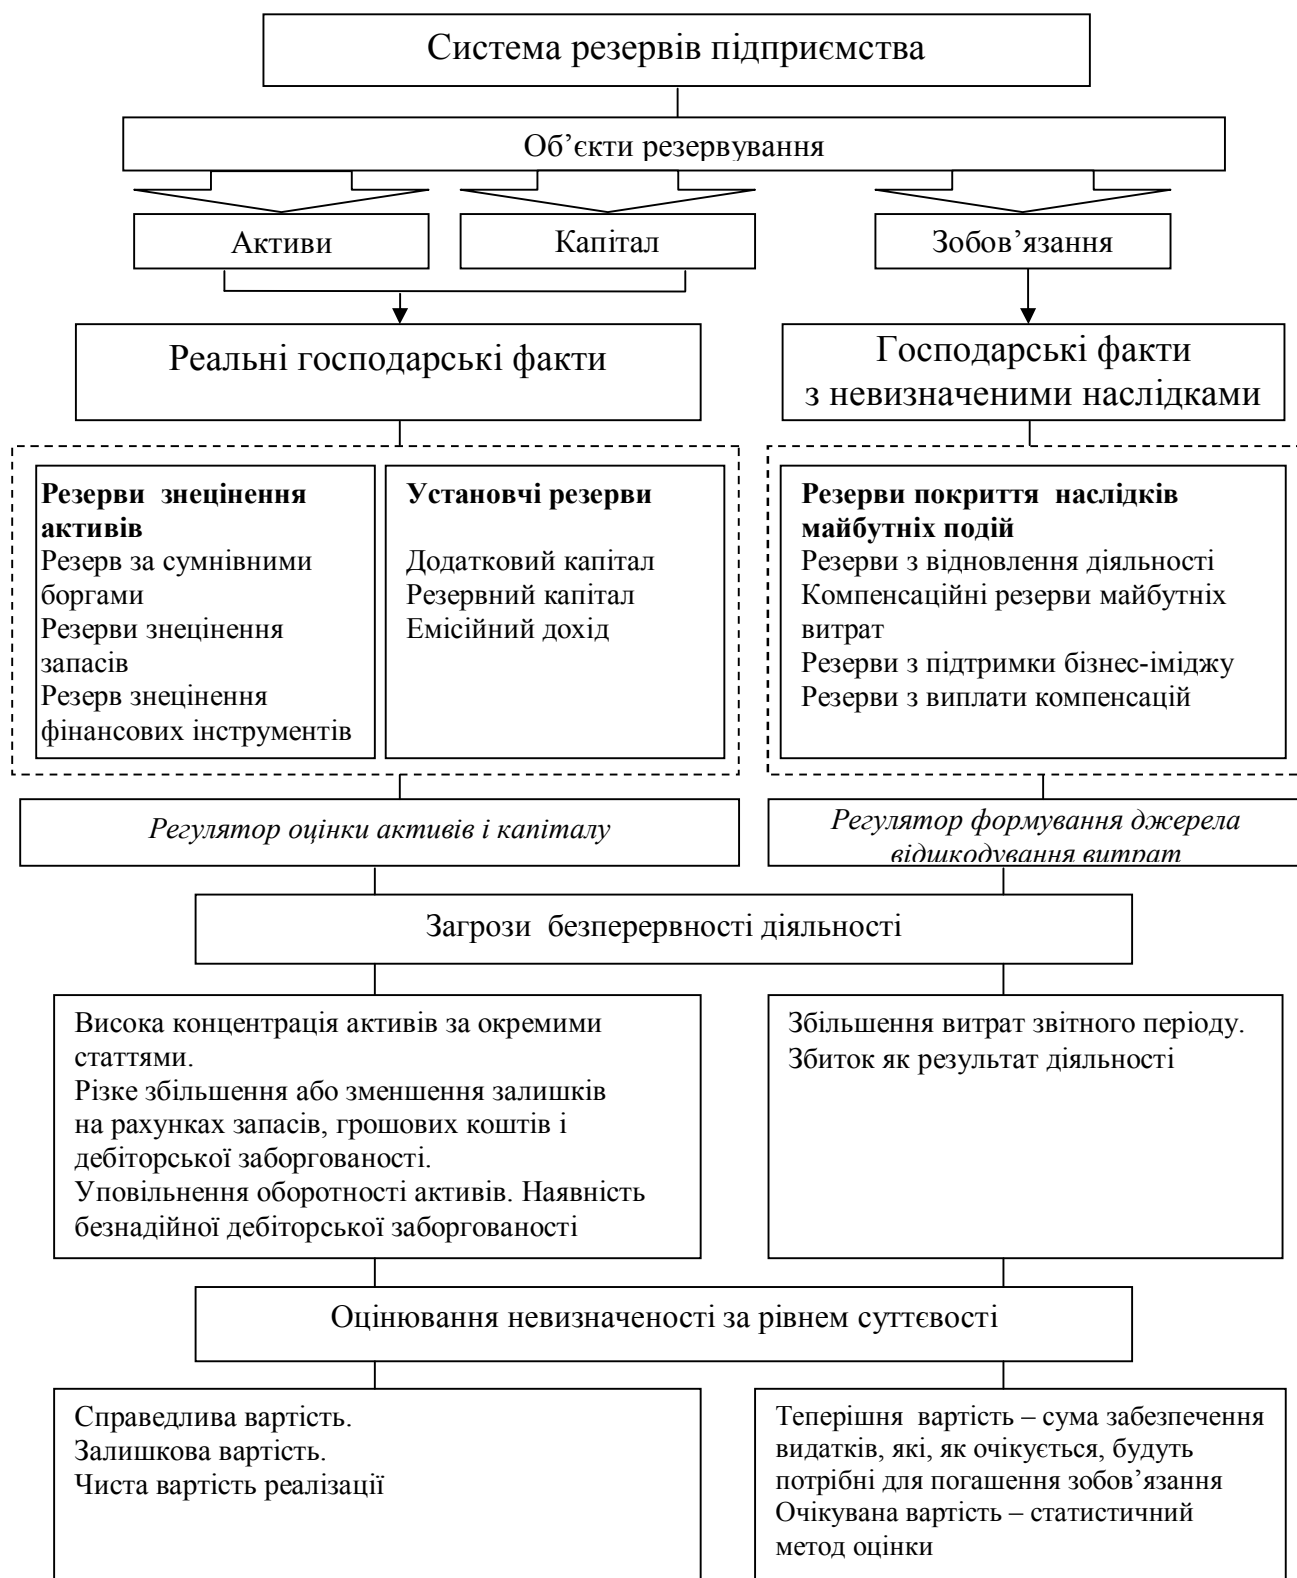 Система резервів підприємства
Об’єкти резервування
Активи
Капітал
Зобов’язання
Реальні господарські факти
Господарські факти
з невизначеними наслідками
Резерви знецінення
активів
Резерв за сумнівними
боргами
Резерви знецінення
запасів
Резерв знецінення
фінансових інструментів
Установчі резерви
Додатковий капітал
Резервний капітал
Емісійний дохід
Резерви покриття наслідків
майбутніх подій
Резерви з відновлення діяльності
Компенсаційні резерви майбутніх
витрат
Резерви з підтримки бізнес-іміджу
Резерви з виплати компенсацій
Регулятор оцінки активів і капіталу
Регулятор формування джерела
відшкодування витрат
Загрози безперервності діяльності
Висока концентрація активів за окремими
статтями.
Різке збільшення або зменшення залишків
на рахунках запасів, грошових коштів і
дебіторської заборгованості.
Уповільнення оборотності активів. Наявність
безнадійної дебіторської заборгованості
Збільшення витрат звітного періоду.
Збиток як результат діяльності
Оцінювання невизначеності за рівнем суттєвості
Справедлива вартість.
Залишкова вартість.
Чиста вартість реалізації
Теперішня вартість – сума забезпечення
видатків, які, як очікується, будуть
потрібні для погашення зобов’язання
Очікувана вартість – статистичний
метод оцінки